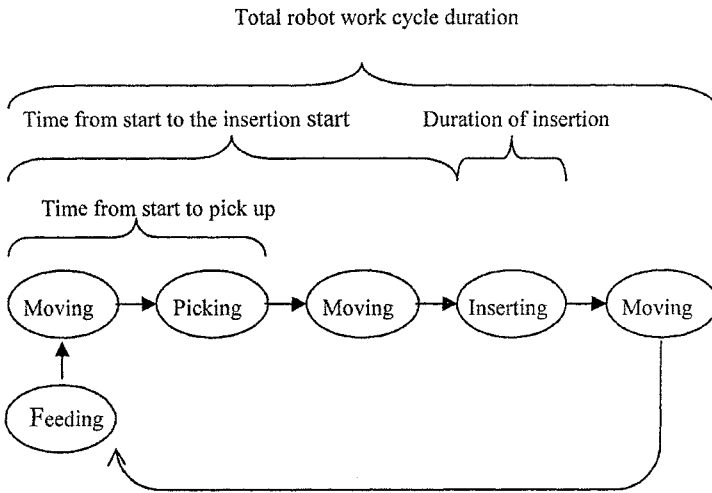 Total robot work cycle duration
Time from start to the insertion start
Duration of insertion
Time from start to pick up
Moving
Picking
Moving
Inserting
Moving
Feeding